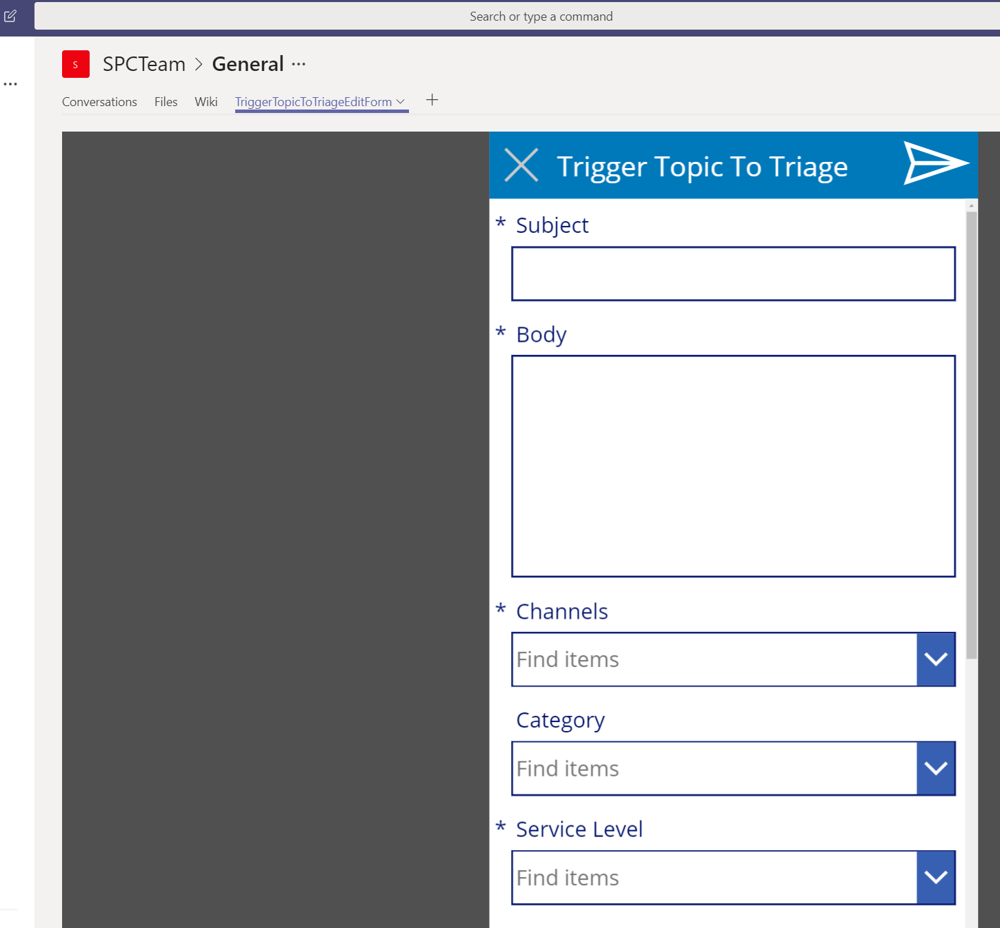 Search or type a command
S SPCTeam > General ...
Conversations Files Wiki TriggerTopicToTriageEditForm
Trigger Topic To Triage
* Subject
* Body
* Channels
Find items
Category
Find items
* Service Level
Find items